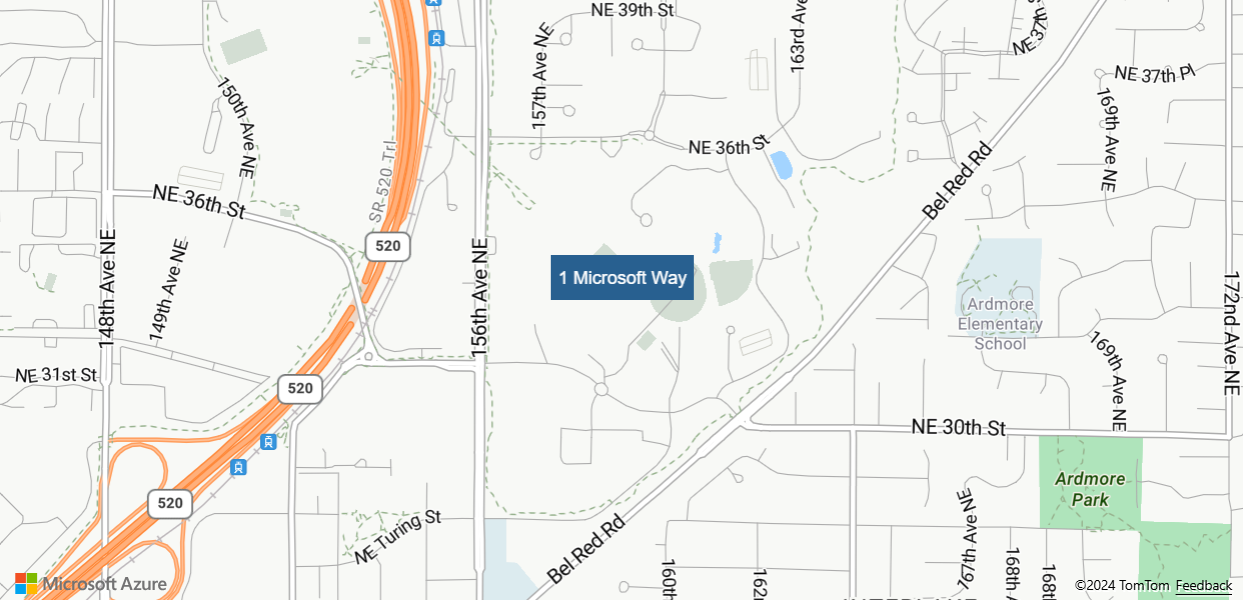 NE 39th St
163rd Ave
NE 37th
NE 37th Pl
157th Ave NE
150th Ave NE
169th Ave NE
NE 36th St
SR-520 Trl
Bel Red Rd
NE 36th St
520
148th Ave NE
149th Ave NE
156th Ave NE
1 Microsoft Way
172nd Ave NE
Ardmore
Elementary
School
169th Ave NE
NE 31st St
520
NE 30th St
Ardmore
Park
520
NE Turing St
Bel Red Rd
167th Ave NE
160th
162n
168th A
168th
Microsoft Azure
©2024 TomTom Feedback